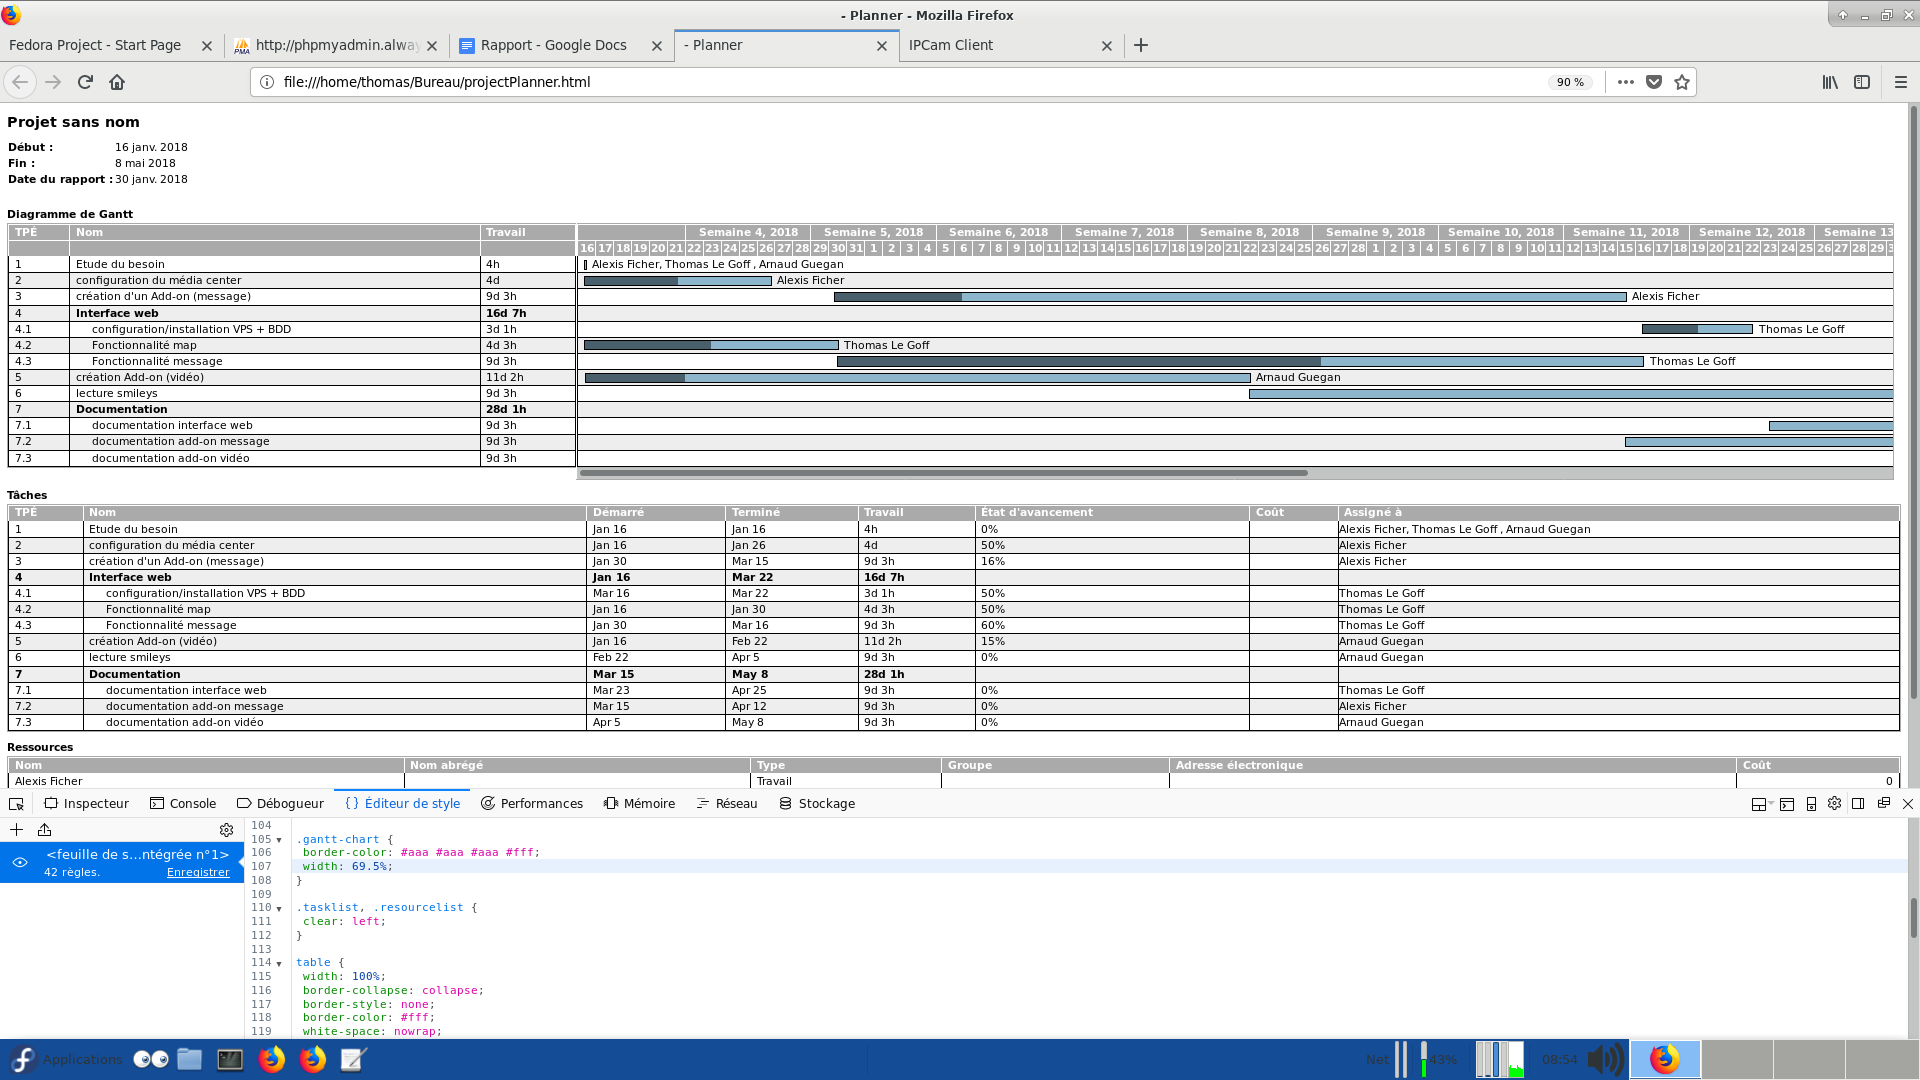 - Planner - Mozilla Firefox
Fedora Project - Start Page
http://phpmyadmin.alway
Rapport - Google Docs
- Planner
IPCam Client
file:///home/thomas/Bureau/projectPlanner.html
90 %
Projet sans nom
Début : 16 janv. 2018
Fin : 8 mai 2018
Date du rapport : 30 janv. 2018
Diagramme de Gantt
TPÉ Nom Travail Semaine 4, 2018 Semaine 5, 2018 Semaine 6, 2018 Semaine 7, 2018 Semaine 8, 2018 Semaine 9, 2018 Semaine 10, 2018 Semaine 11, 2018 Semaine 12, 2018 Semaine 13
16 17 18 19 20 21 22 23 24 25 26 27 28 29 30 31 1 2 3 4 5 6 7 8 9 10 11 12 13 14 15 16 17 18 19 20 21 22 23 24 25 26 27 28 1 2 3 4 5 6 7 8 9 10 11 12 13 14 15 16 17 18 19 20 21 22 23 24 25 26 27 28 29 3
1 Etude du besoin 4h Alexis Ficher, Thomas Le Goff , Arnaud Guegan
2 configuration du média center 4d Alexis Ficher
3 création d'un Add-on (message) 9d 3h Alexis Ficher
4 Interface web 16d 7h
4.1 configuration/installation VPS + BDD 3d 1h Thomas Le Goff
4.2 Fonctionnalité map 4d 3h Thomas Le Goff
4.3 Fonctionnalité message 9d 3h Thomas Le Goff
5 création Add-on (vidéo) 11d 2h Arnaud Guegan
6 lecture smileys 9d 3h
7 Documentation 28d 1h
7.1 documentation interface web 9d 3h
7.2 documentation add-on message 9d 3h
7.3 documentation add-on vidéo 9d 3h
Tâches
TPÉ Nom Démarré Terminé Travail État d'avancement Coût Assigné à
1 Etude du besoin Jan 16 Jan 16 4h 0% Alexis Ficher, Thomas Le Goff , Arnaud Guegan
2 configuration du média center Jan 16 Jan 26 4d 50% Alexis Ficher
3 création d'un Add-on (message) Jan 30 Mar 15 9d 3h 16% Alexis Ficher
4 Interface web Jan 16 Mar 22 16d 7h
4.1 configuration/installation VPS + BDD Mar 16 Mar 22 3d 1h 50% Thomas Le Goff
4.2 Fonctionnalité map Jan 16 Jan 30 4d 3h 50% Thomas Le Goff
4.3 Fonctionnalité message Jan 30 Mar 16 9d 3h 60% Thomas Le Goff
5 création Add-on (vidéo) Jan 16 Feb 22 11d 2h 15% Arnaud Guegan
6 lecture smileys Feb 22 Apr 5 9d 3h 0% Arnaud Guegan
7 Documentation Mar 15 May 8 28d 1h
7.1 documentation interface web Mar 23 Apr 25 9d 3h 0% Thomas Le Goff
7.2 documentation add-on message Mar 15 Apr 12 9d 3h 0% Alexis Ficher
7.3 documentation add-on vidéo Apr 5 May 8 9d 3h 0% Arnaud Guegan
Ressources
Nom Nom abrégé Type Groupe Adresse électronique Coût
Alexis Ficher Travail 0
Inspecteur Console Débogueur {} Éditeur de style Performances Mémoire Réseau Stockage
<feuille de s...ntégrée n°1>
42 règles. Enregistrer
104
105 .gantt-chart {
106 border-color: #aaa #aaa #aaa #fff;
107 width: 69.5%;
108 }
109
110 .tasklist, .resourcelist {
111 clear: left;
112 }
113
114 table {
115 width: 100%;
116 border-collapse: collapse;
117 border-style: none;
118 border-color: #fff;
119 white-space: nowrap;
Applications
Net 43% 08:54